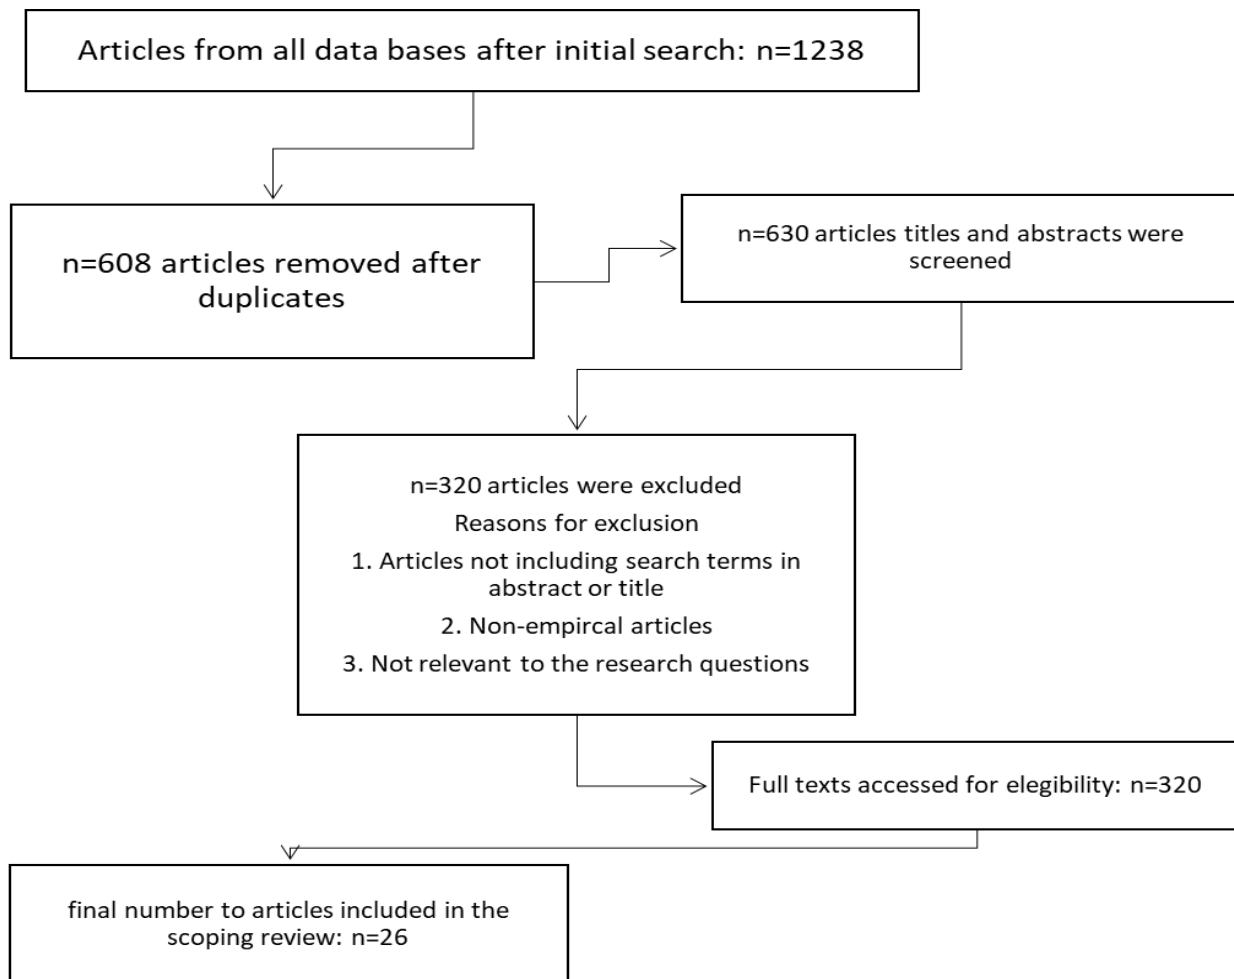 Articles from all data bases after initial search: n=1238
n=608 articles removed after
duplicates
n=630 articles titles and abstracts were
screened
n=320 articles were excluded
Reasons for exclusion
1. Articles not including search terms in
abstract or title
2. Non-empircal articles
3. Not relevant to the research questions
Full texts accessed for elegibility: n=320
final number to articles included in the
scoping review: n=26